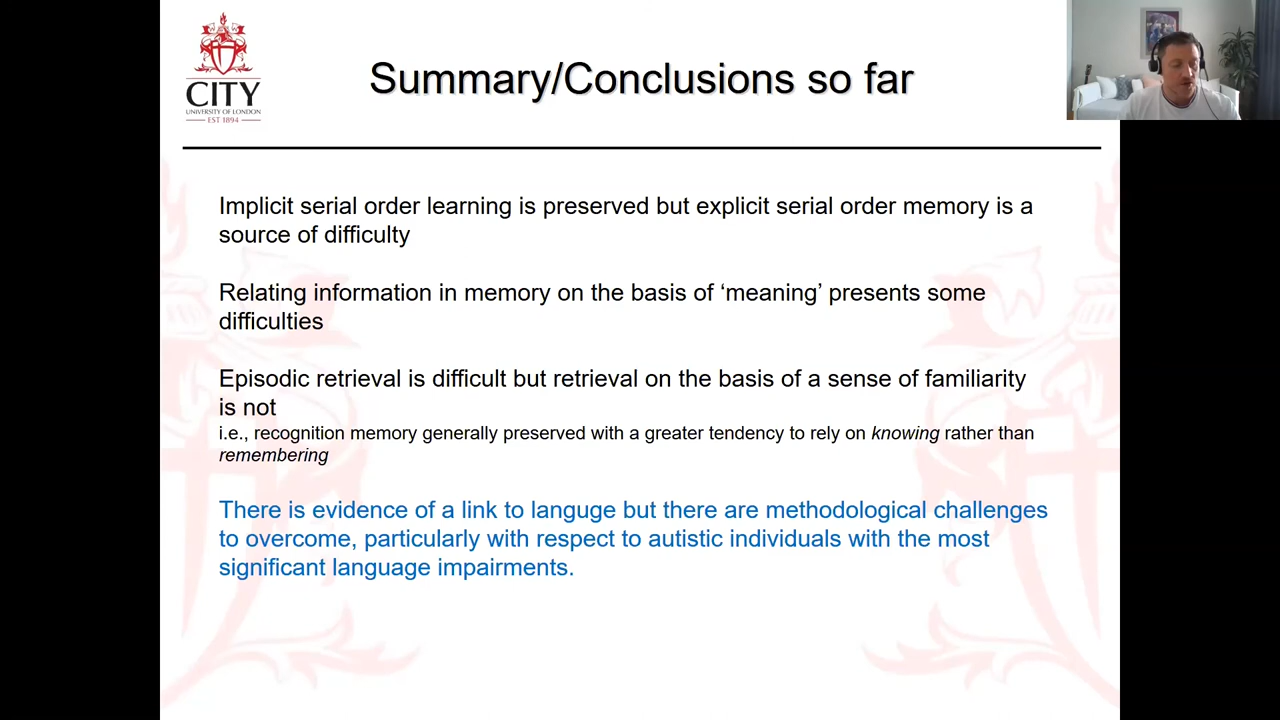 CITY
UNIVERSITY OF LONDON
EST 1894
Summary/Conclusions so far
Implicit serial order learning is preserved but explicit serial order memory is a
source of difficulty
Relating information in memory on the basis of ‘meaning’ presents some
difficulties
Episodic retrieval is difficult but retrieval on the basis of a sense of familiarity
is not
i.e., recognition memory generally preserved with a greater tendency to rely on knowing rather than
remembering
There is evidence of a link to languge but there are methodological challenges
to overcome, particularly with respect to autistic individuals with the most
significant language impairments.